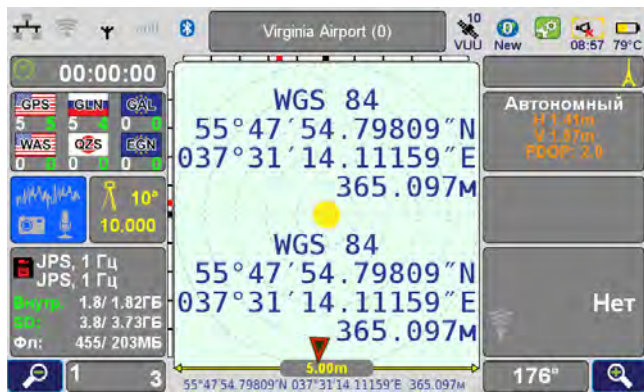 Virginia Airport (0)
10
VUU
New
08:57
79°C
00:00:00
GPS GLN GAL
5 5 5 4 0 0
WAS QZS EGN
0 0 0 0 0 0
10°
10.000
JPS, 1 Гц
JPS, 1 Гц
Внутр: 1.8/ 1.82ГБ
SD: 3.8/ 3.73ГБ
Фл: 455/ 203МБ
1 3
WGS 84
55°47′54.79809″N
037°31′14.11159″E
365.097м
WGS 84
55°47′54.79809″N
037°31′14.11159″E
365.097м
5.00m
55°47′54.79809″N 037°31′14.11159″E 365.097м
Автономный
H 1.41m
PDOP: 2.0
Нет
176°